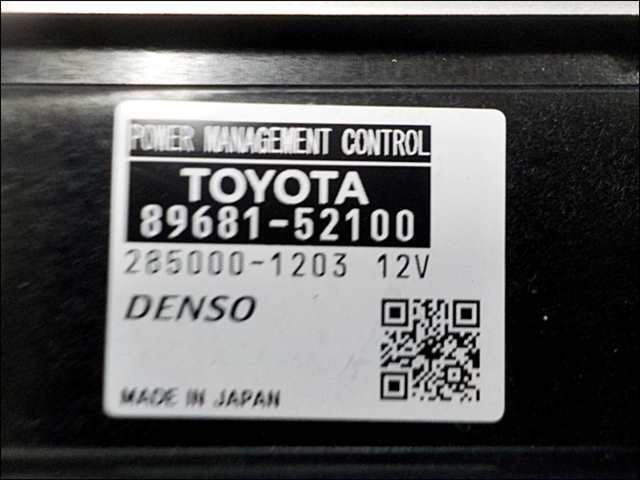 POWER MANAGEMENT CONTROL
TOYOTA
89681-52100
285000-1203 12V
DENSO
MADE IN JAPAN